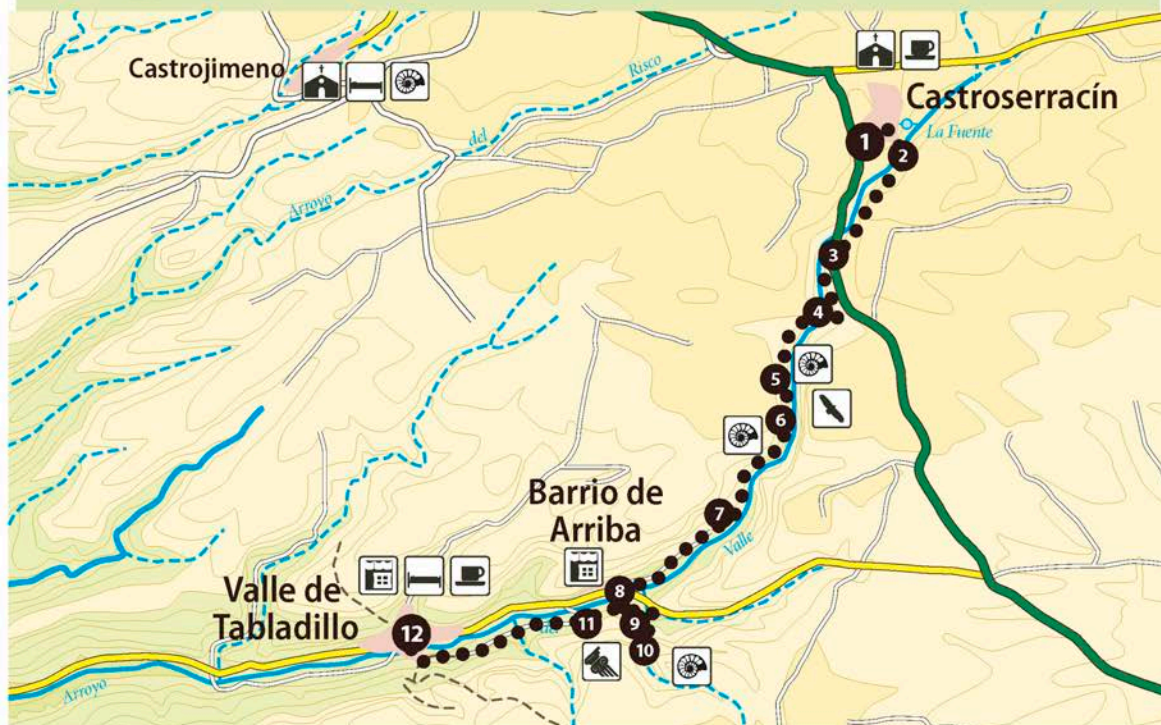 Castrojimeno
Risco
del
Arroyo
Castroserracín
La Fuente
1
2
3
4
5
6
7
Barrio de
Arriba
Valle
8
Valle de
Tabladillo
del
9
11
10
12
Arroyo